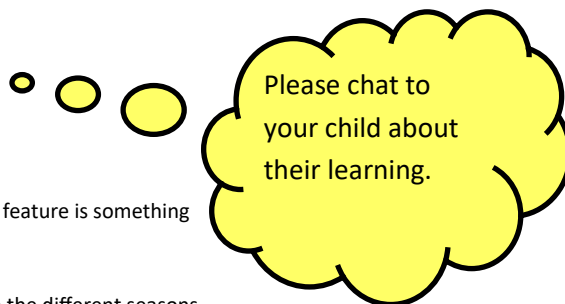 Please chat to
your child about
their learning.
feature is something
the different seasons